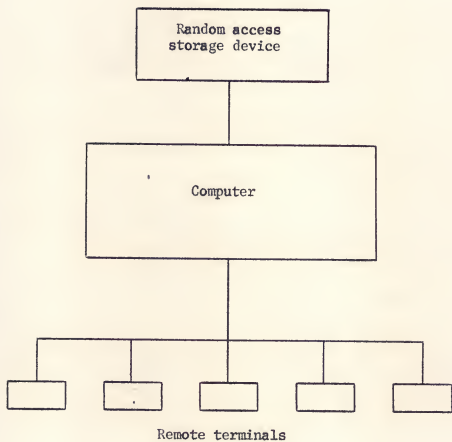 Random access
storage device
Computer
Remote terminals